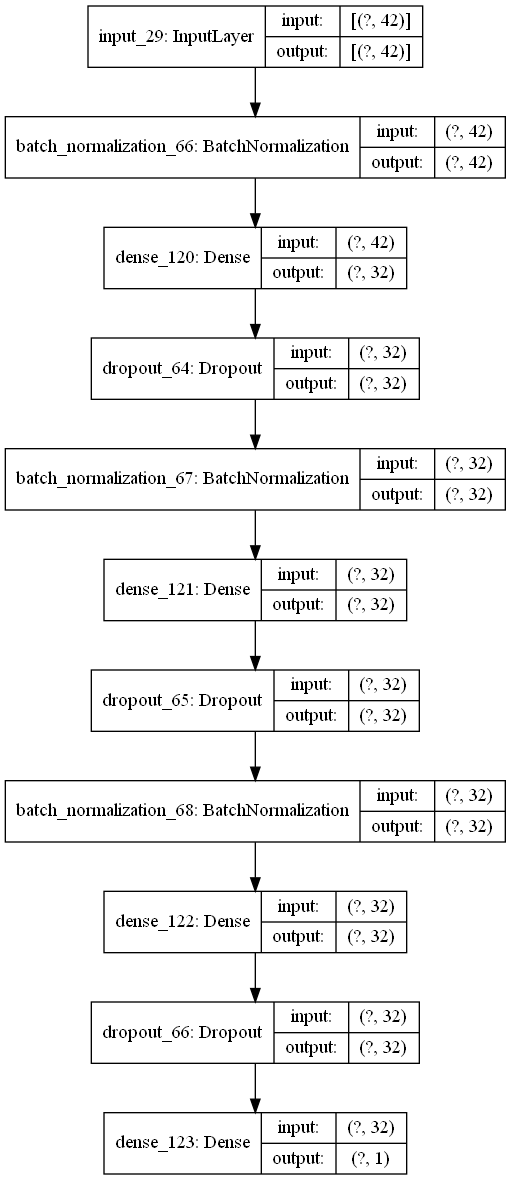 input_29: InputLayer
input: [(?, 42)]
output: [(?, 42)]
batch_normalization_66: BatchNormalization
input: (?, 42)
output: (?, 42)
dense_120: Dense
input: (?, 42)
output: (?, 32)
dropout_64: Dropout
input: (?, 32)
output: (?, 32)
batch_normalization_67: BatchNormalization
input: (?, 32)
output: (?, 32)
dense_121: Dense
input: (?, 32)
output: (?, 32)
dropout_65: Dropout
input: (?, 32)
output: (?, 32)
batch_normalization_68: BatchNormalization
input: (?, 32)
output: (?, 32)
dense_122: Dense
input: (?, 32)
output: (?, 32)
dropout_66: Dropout
input: (?, 32)
output: (?, 32)
dense_123: Dense
input: (?, 32)
output: (?, 1)